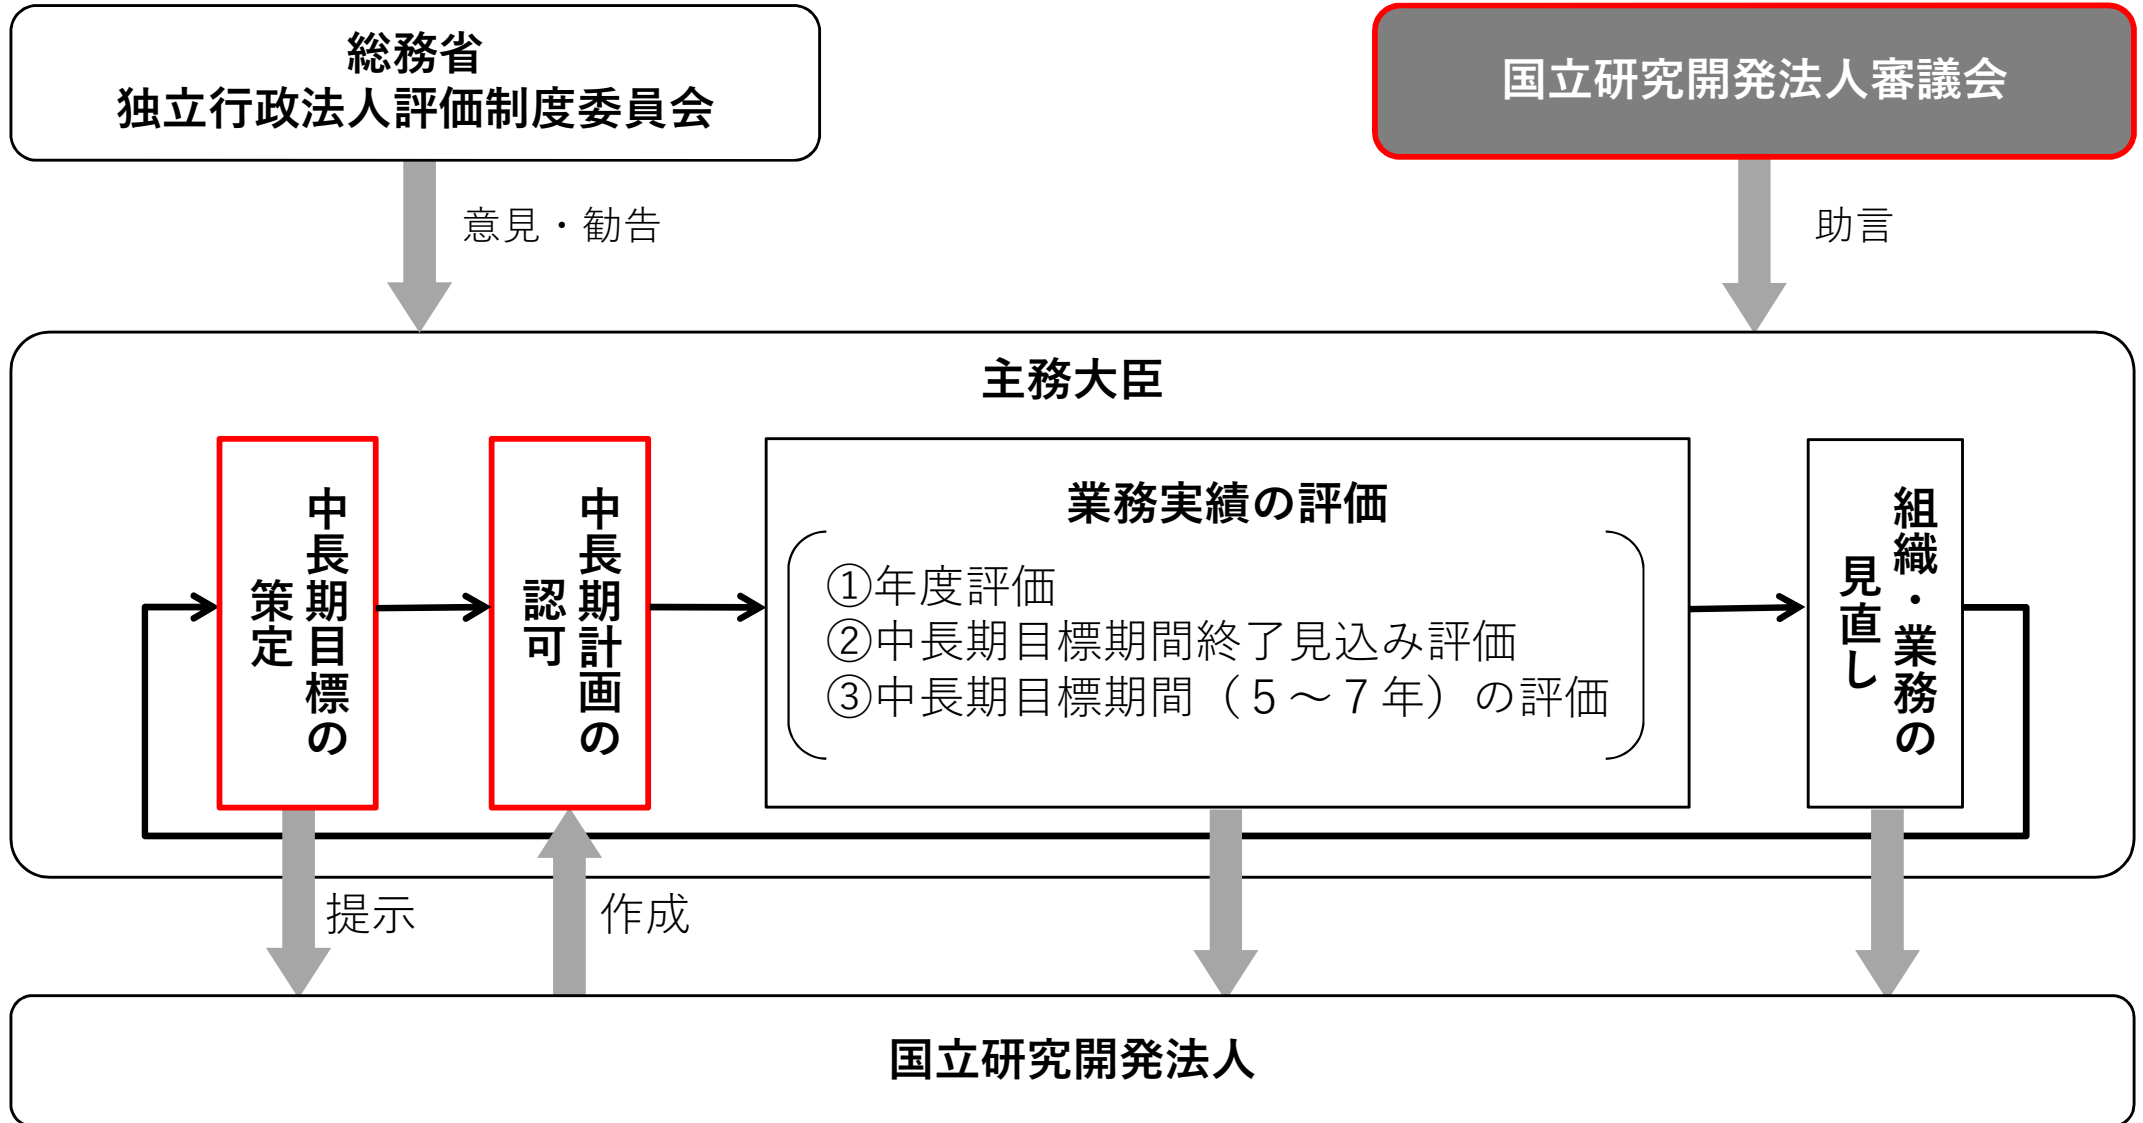 総務省
独立行政法人評価制度委員会
国立研究開発法人審議会
意見・勧告
助言
主務大臣
中長期目標の
策定
中長期計画の
認可
業務実績の評価
①年度評価
②中長期目標期間終了見込み評価
③中長期目標期間（５～７年）の評価
組織・業務の
見直し
提示
作成
国立研究開発法人